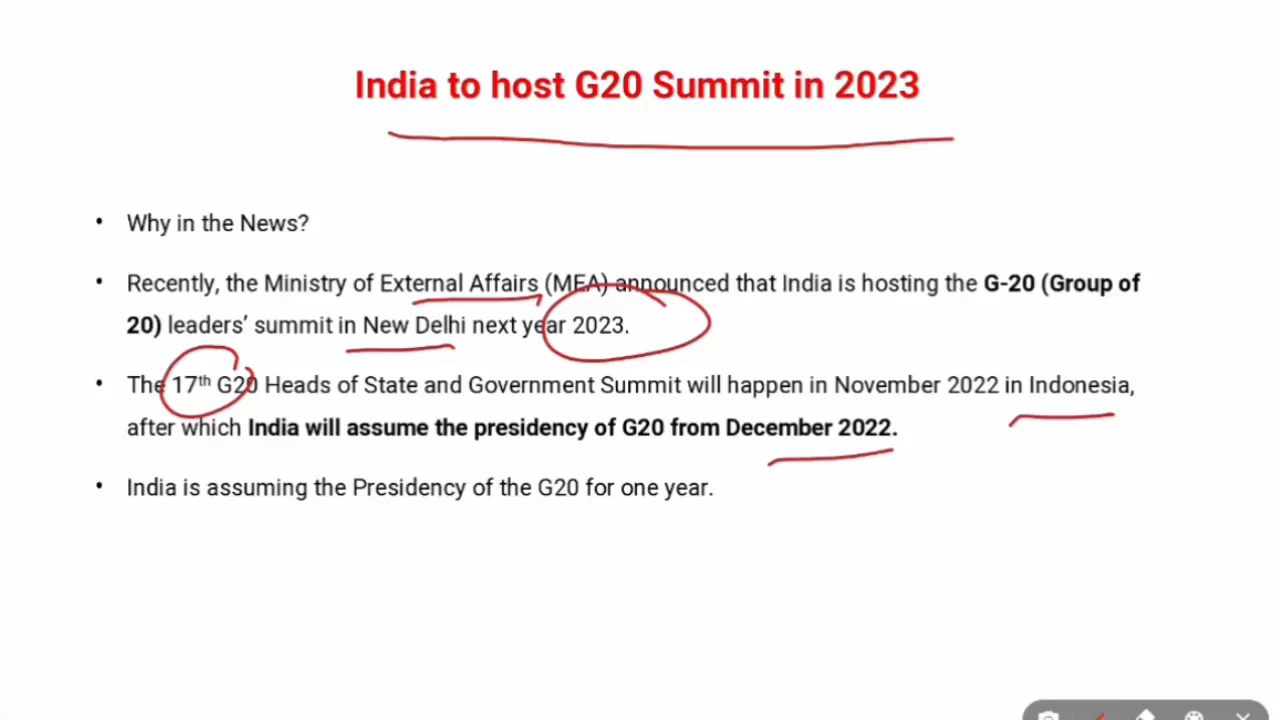 India to host G20 Summit in 2023
• Why in the News?
• Recently, the Ministry of External Affairs (MEA) announced that India is hosting the G-20 (Group of
20) leaders’ summit in New Delhi next year 2023.
• The 17th G20 Heads of State and Government Summit will happen in November 2022 in Indonesia,
after which India will assume the presidency of G20 from December 2022.
• India is assuming the Presidency of the G20 for one year.